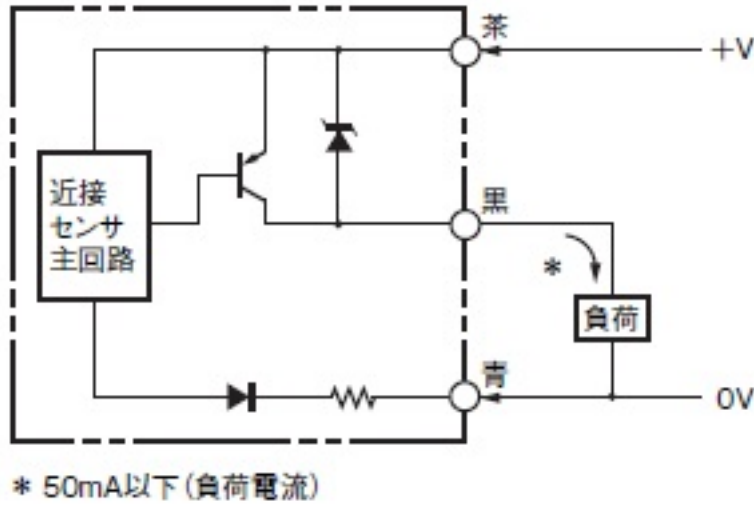 茶
+V
近接
センサ
主回路
黒
*
負荷
青
0V
* 50mA以下(負荷電流)